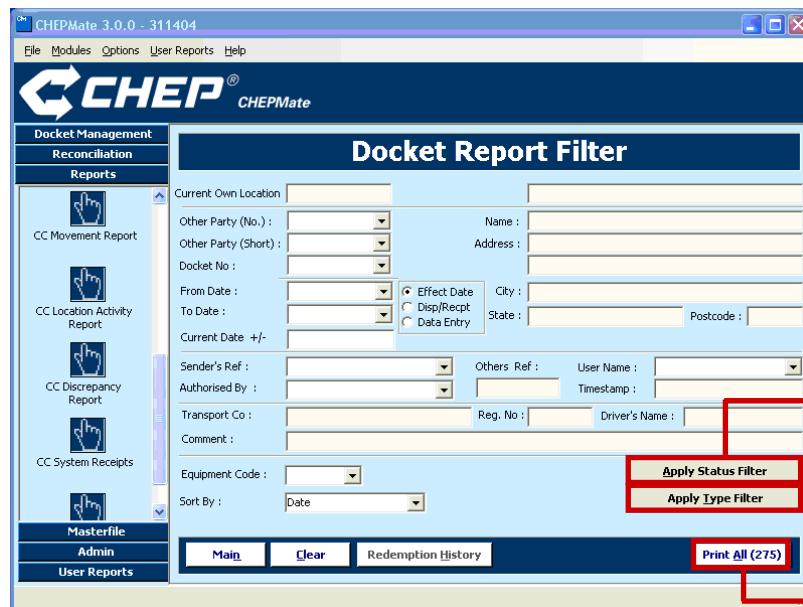 CHEPMate 3.0.0 - 311404
File Modules Options User Reports Help
CHEP® CHEPMate
Docket Management
Reconciliation
Reports
CC Movement Report
CC Location Activity
Report
CC Discrepancy
Report
CC System Receipts
Masterfile
Admin
User Reports
Docket Report Filter
Current Own Location
Other Party (No.) : Name :
Other Party (Short) : Address :
Docket No :
From Date : Effect Date City :
To Date : Disp/Recpt State : Postcode :
Data Entry
Current Date +/-
Sender's Ref : Others Ref : User Name :
Authorised By : Timestamp :
Transport Co : Reg. No : Driver's Name :
Comment :
Equipment Code : Apply Status Filter
Sort By : Date Apply Type Filter
Main Clear Redemption History Print All (275)